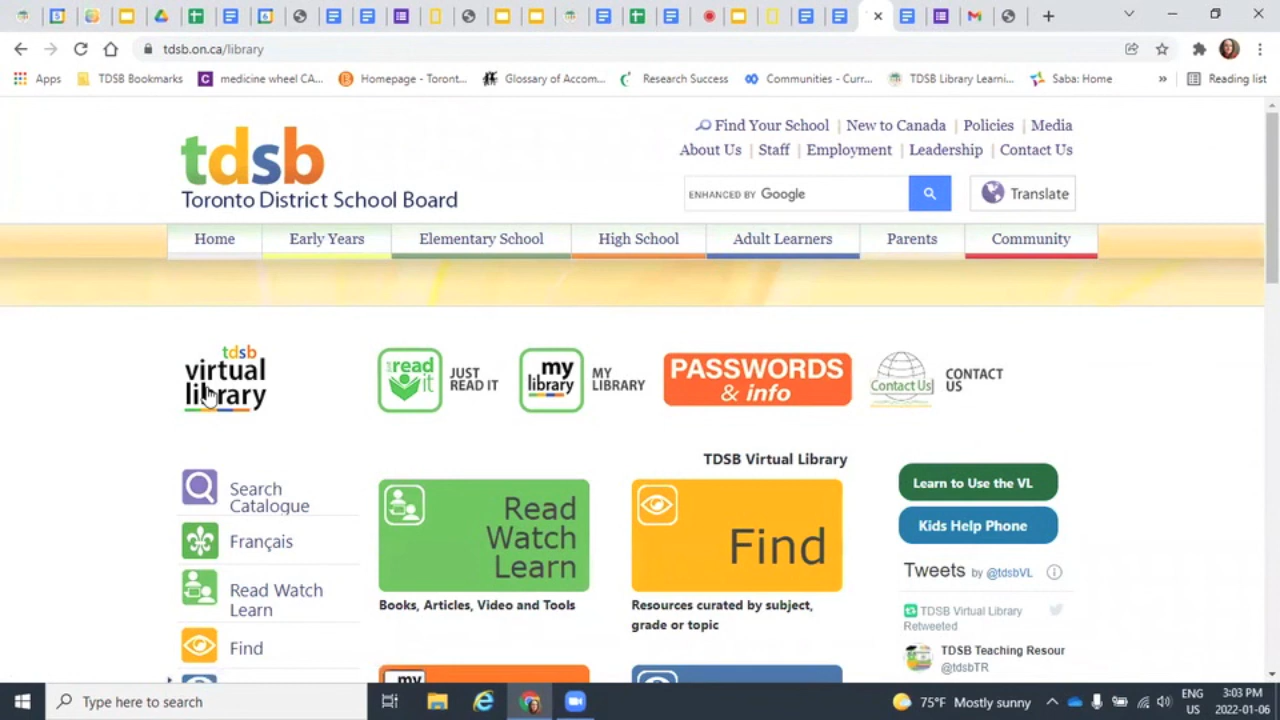 tdsb.on.ca/library
Apps
TDSB Bookmarks
medicine wheel CA...
Homepage - Toront...
Glossary of Accom...
Research Success
Communities - Curr...
TDSB Library Learni...
Saba: Home
»
Reading list
tdsb
Toronto District School Board
Find Your School | New to Canada | Policies | Media
About Us | Staff | Employment | Leadership | Contact Us
ENHANCED BY Google
Translate
Home
Early Years
Elementary School
High School
Adult Learners
Parents
Community
tdsb
virtual
library
read
it
JUST
READ IT
my
library
MY
LIBRARY
PASSWORDS
& info
Contact Us
CONTACT
US
TDSB Virtual Library
Search
Catalogue
Français
Read Watch
Learn
Find
Read
Watch
Learn
Books, Articles, Video and Tools
Find
Resources curated by subject,
grade or topic
my
Learn to Use the VL
Kids Help Phone
Tweets by @tdsbVL
TDSB Virtual Library
Retweeted
TDSB Teaching Resour
@tdsbTR
Type here to search
75°F Mostly sunny
ENG
US
3:03 PM
2022-01-06